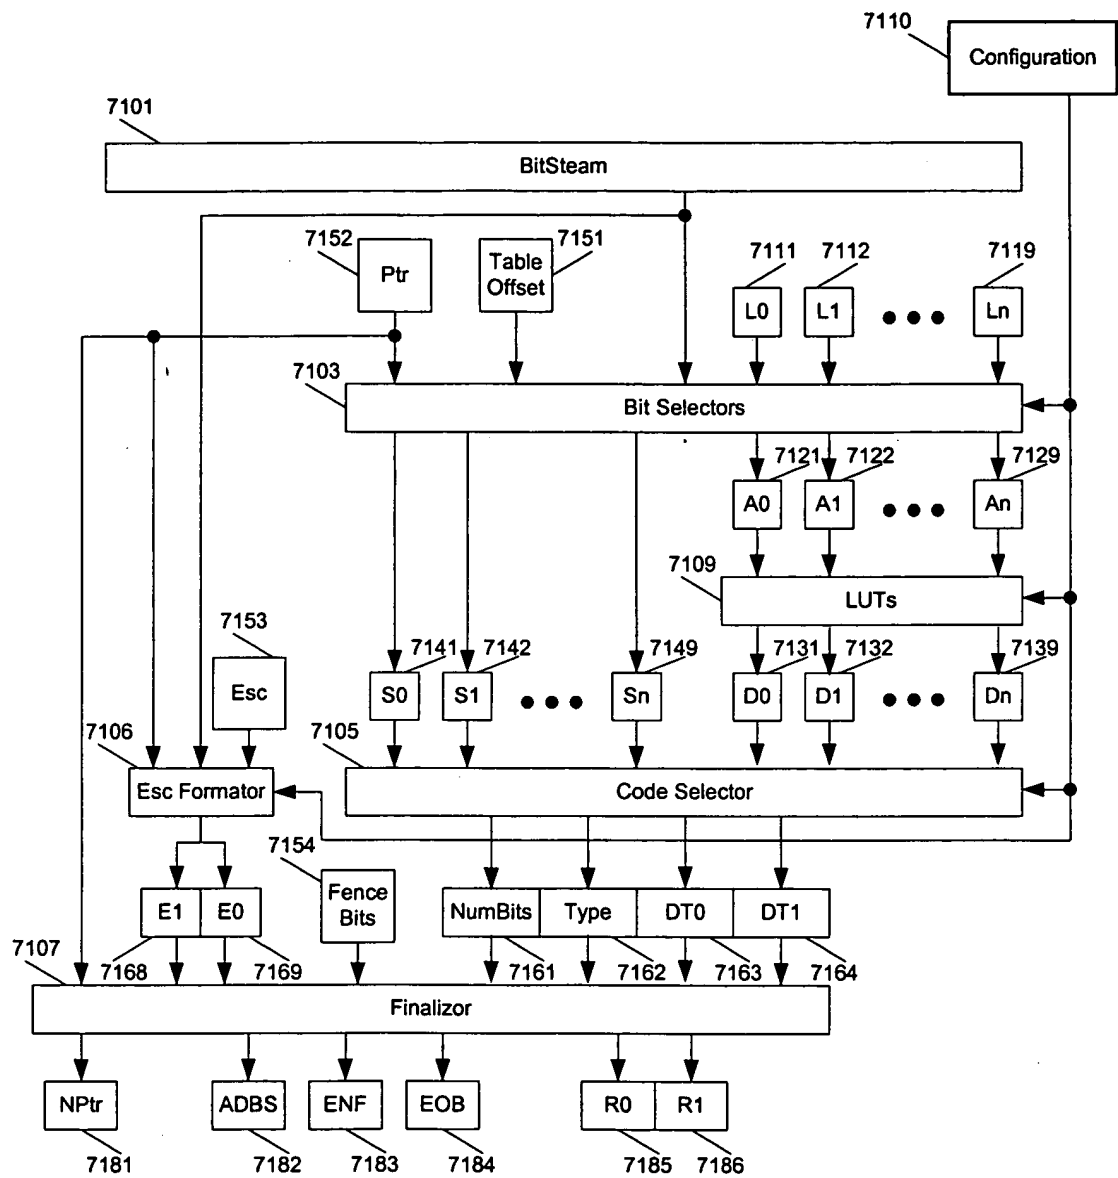 7110
Configuration
7101
BitSteam
7152
Ptr
7151
Table
Offset
7111
7112
7119
L0
L1
Ln
7103
Bit Selectors
7121
7122
7129
A0
A1
An
7109
LUTs
7153
Esc
7141
7142
7149
7131
7132
7139
S0
S1
Sn
D0
D1
Dn
7106
7105
Esc Formator
Code Selector
7154
Fence
Bits
E1
E0
NumBits
Type
DT0
DT1
7107
7168
7169
7161
7162
7163
7164
Finalizor
NPtr
ADBS
ENF
EOB
R0
R1
7181
7182
7183
7184
7185
7186